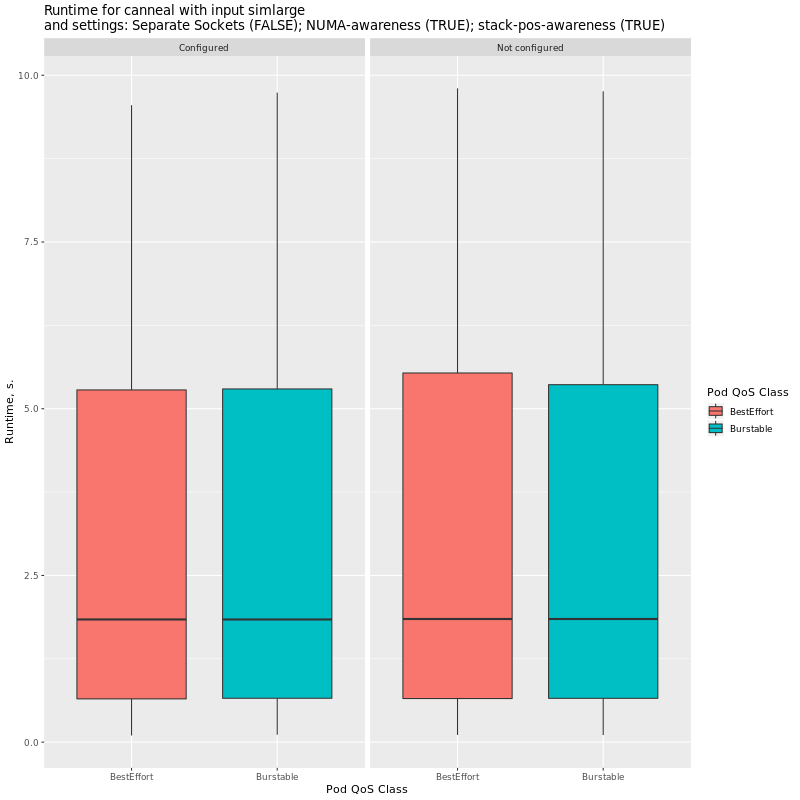 Runtime for canneal with input simlarge
and settings: Separate Sockets (FALSE); NUMA-awareness (TRUE); stack-pos-awareness (TRUE)
Configured
Not configured
10.0
7.5
5.0
2.5
0.0
Runtime, s.
BestEffort
Burstable
BestEffort
Burstable
Pod QoS Class
Pod QoS Class
BestEffort
Burstable